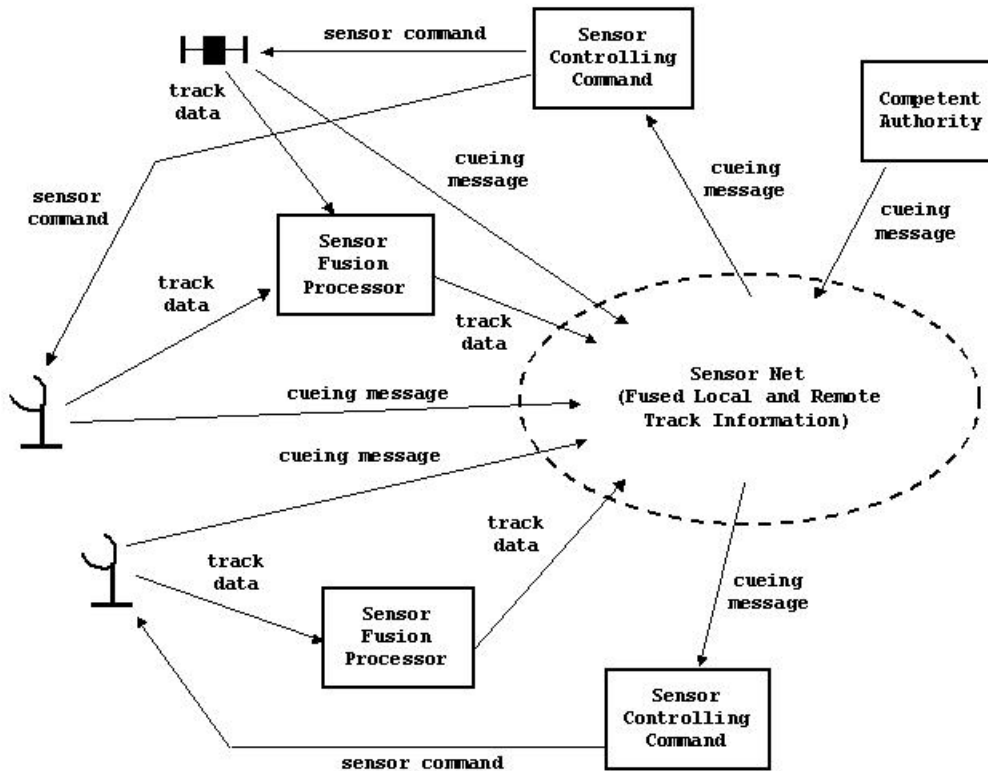 sensor command
Sensor
Controlling
Command
track
data
Competent
Authority
cueing
message
cueing
message
sensor
command
cueing
message
Sensor
Fusion
Processor
track
data
track
data
Sensor Net
(Fused Local and Remote
Track Information)
cueing message
cueing message
track
data
track
data
cueing
message
Sensor
Fusion
Processor
Sensor
Controlling
Command
sensor command